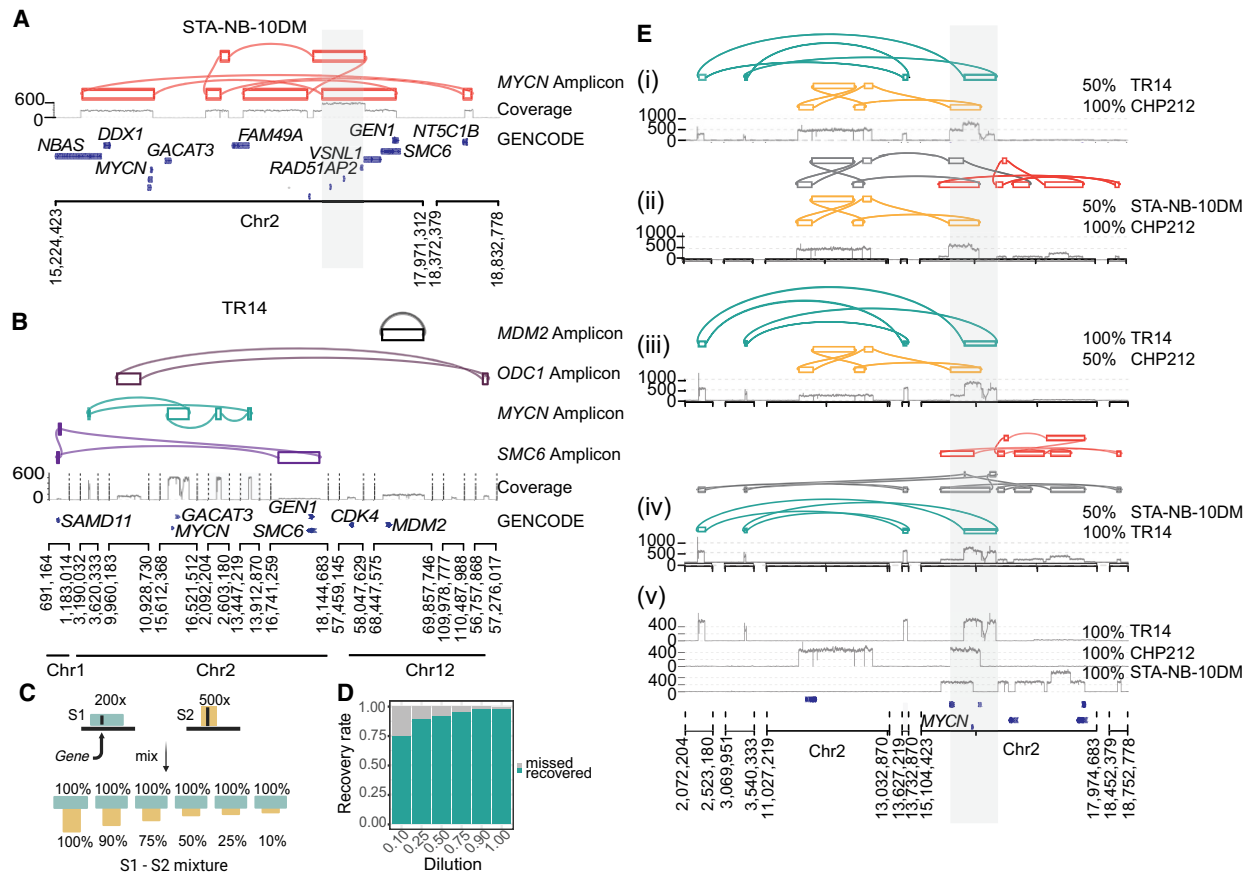 A
STA-NB-10DM
MYCN Amplicon
600
0
Coverage
GENCODE
NBAS
DDX1
MYCN
GACAT3
FAM49A
VSNL1
RAD51AP2
GEN1
SMC6
NT5C1B
Chr2
15,224,423
17,971,312
18,372,379
18,832,778
B
TR14
MDM2 Amplicon
ODC1 Amplicon
MYCN Amplicon
SMC6 Amplicon
600
0
Coverage
GENCODE
SAMD11
GACAT3
MYCN
GEN1
SMC6
CDK4
MDM2
691,164
1,183,014
3,190,032
3,620,333
9,960,183
10,928,730
15,612,368
16,521,512
2,092,204
2,603,180
13,447,219
13,912,870
16,741,259
18,144,683
57,459,145
58,047,629
68,447,575
69,857,746
109,978,777
110,487,988
56,757,868
57,276,017
Chr1
Chr2
Chr12
C
200x
500x
S1
S2
Gene
mix
100% 100% 100% 100% 100% 100%
100% 90% 75% 50% 25% 10%
S1 - S2 mixture
D
Recovery rate
1.00
0.75
0.50
0.25
0.00
0.10 0.25 0.50 0.75 0.90 1.00
Dilution
missed
recovered
E
(i)
50% TR14
100% CHP212
1000
500
0
(ii)
50% STA-NB-10DM
100% CHP212
1000
500
0
(iii)
100% TR14
50% CHP212
1000
500
0
(iv)
50% STA-NB-10DM
100% TR14
1000
500
0
(v)
400
0
100% TR14
400
0
100% CHP212
400
0
100% STA-NB-10DM
MYCN
Chr2
Chr2
2,072,204
2,523,180
3,069,951
3,540,333
11,027,219
13,032,870
13,627,219
13,732,870
15,104,423
17,974,683
18,452,379
18,752,778